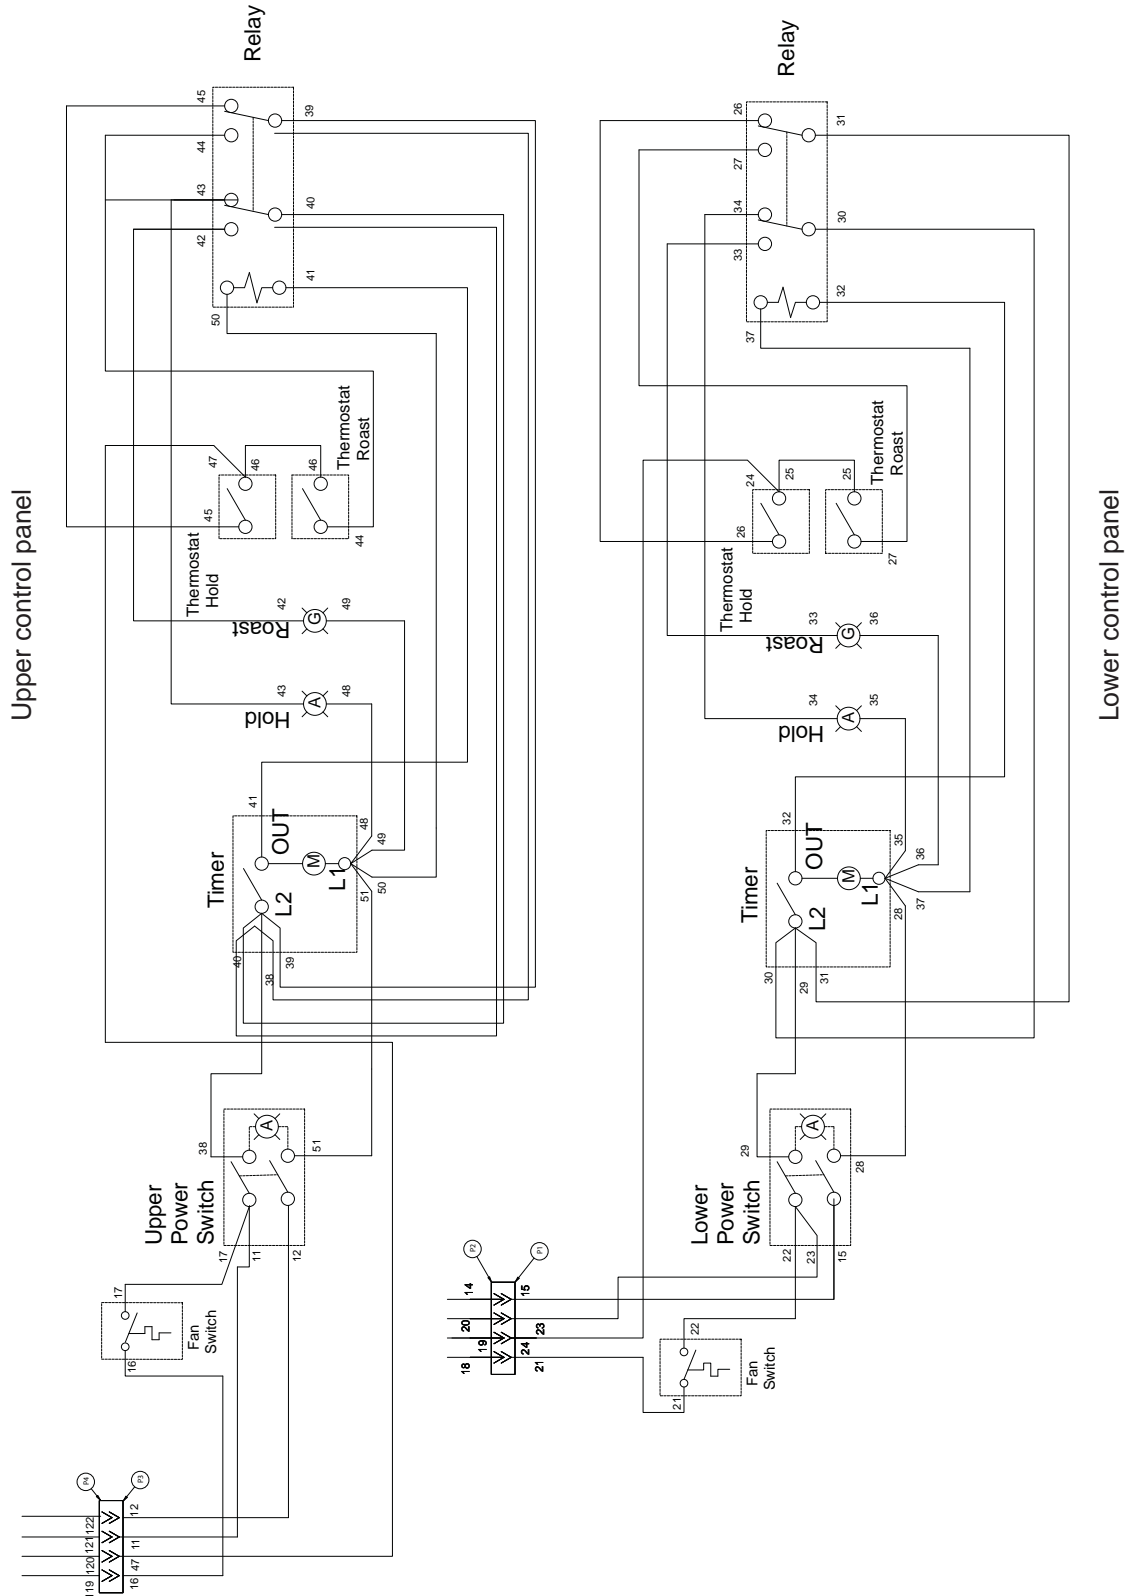 Upper control panel
Relay
45
39
44
43
40
42
41
50
47
46
46
45
44
Thermostat
Roast
Thermostat
Hold
42
49
Roast
G
43
48
Hold
A
Timer
41
OUT
M
L1
L2
48
49
50
51
40
38
39
38
51
A
Upper
Power
Switch
17
11
12
17
16
Fan
Switch
P4
P3
122
121
120
119
12
11
47
16
Lower control panel
Relay
26
31
27
34
30
33
32
37
24
25
25
26
27
Thermostat
Roast
Thermostat
Hold
33
36
Roast
G
34
35
Hold
A
Timer
32
OUT
M
L1
L2
35
36
37
28
30
29
31
29
28
A
Lower
Power
Switch
22
23
15
P2
P1
14
20
19
18
15
23
24
21
22
21
Fan
Switch